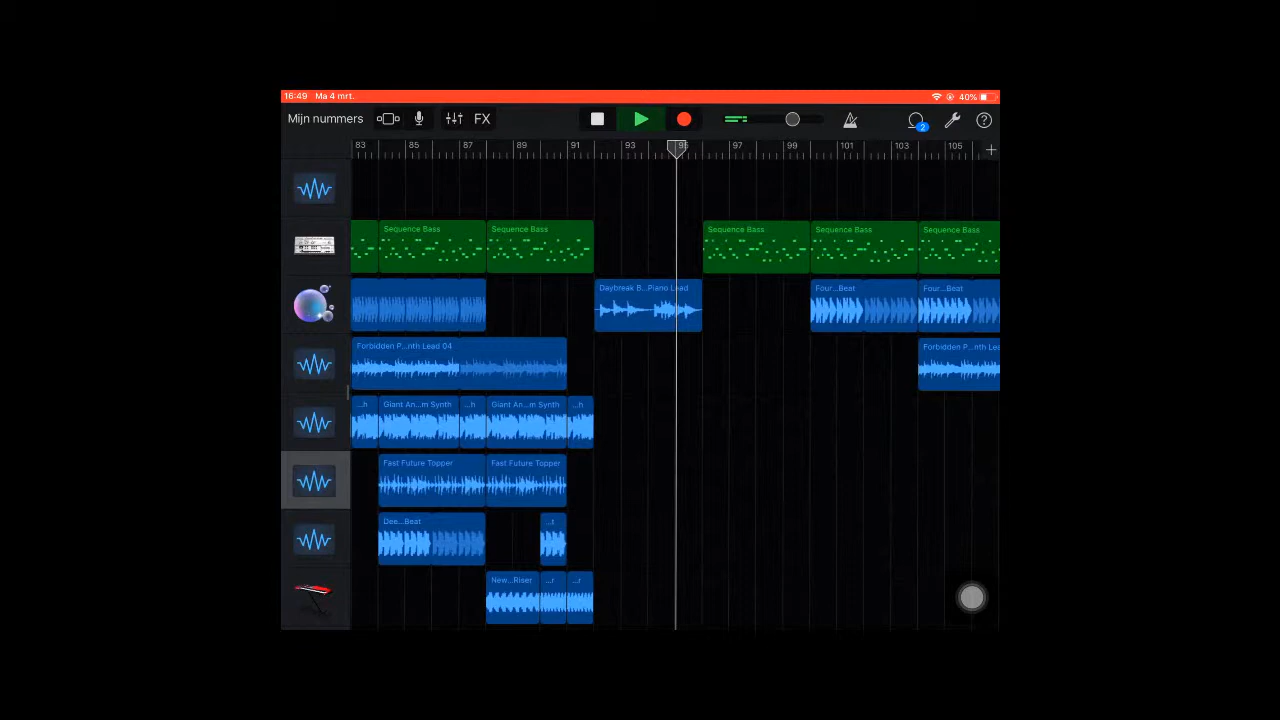 16:49 Ma 4 mrt. 40%
Mijn nummers FX 2 ?
83 85 87 89 91 93 95 97 99 101 103 105 +
Sequence Bass Sequence Bass Sequence Bass Sequence Bass Sequence Bass
Daybreak B...Piano Lead Four...Beat Four...Beat
Forbidden P...nth Lead 04 Forbidden P...nth Lea
...h Giant An...m Synth ...h Giant An...m Synth ...h
Fast Future Topper Fast Future Topper
Dee...Beat ...t
New...Riser ...r ...r